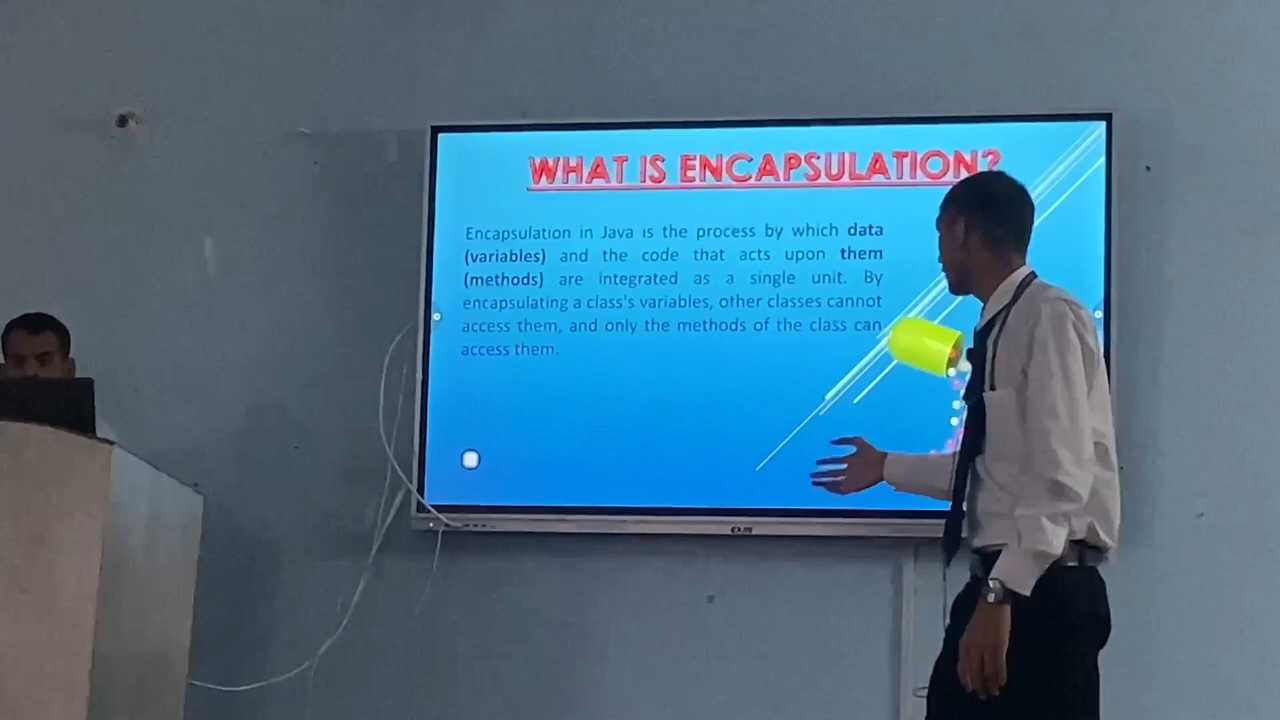 WHAT IS ENCAPSULATION?
Encapsulation in Java is the process by which data
(variables) and the code that acts upon them
(methods) are integrated as a single unit. By
encapsulating a class's variables, other classes cannot
access them, and only the methods of the class can
access them.